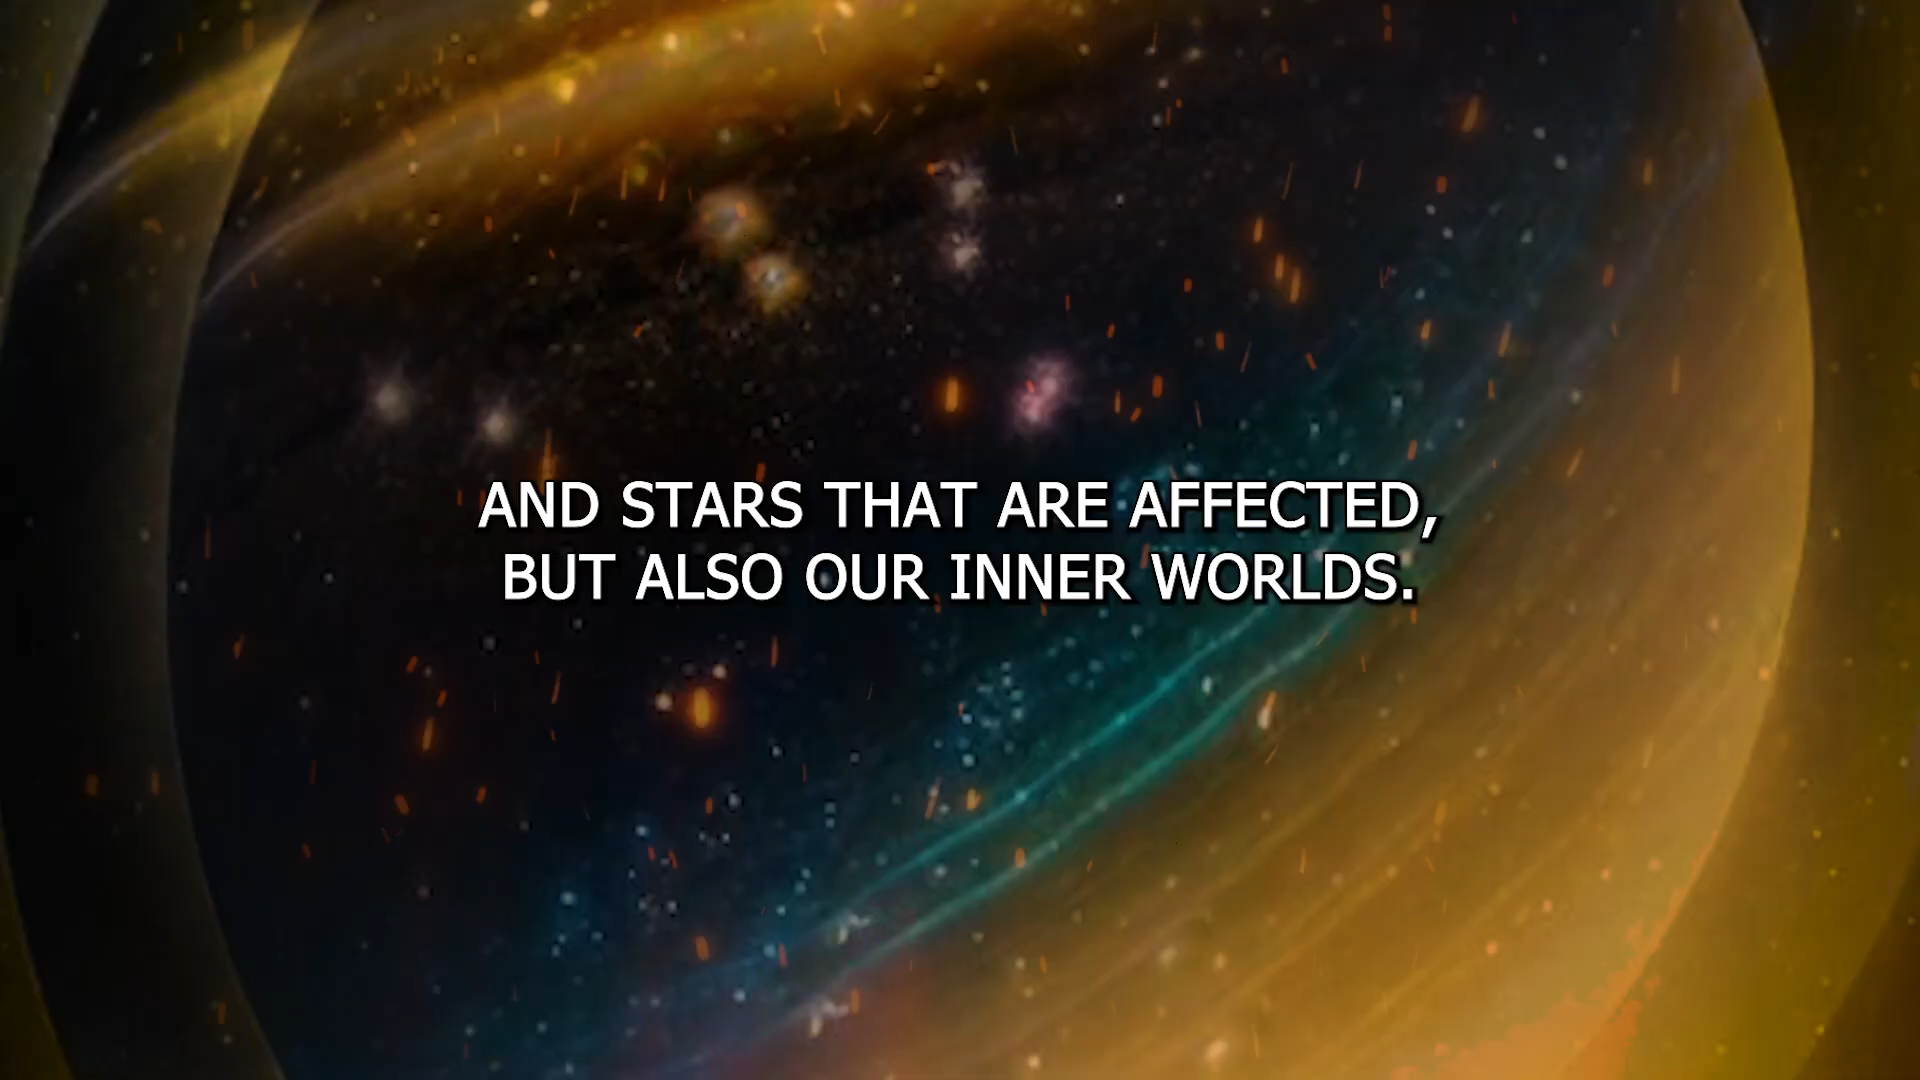 AND STARS THAT ARE AFFECTED,
BUT ALSO OUR INNER WORLDS.